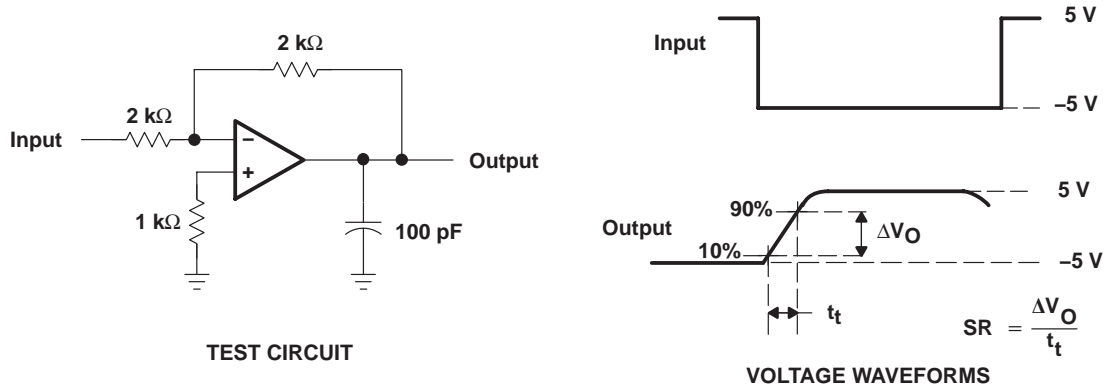 2 kΩ
2 kΩ
Input
−
+
Output
1 kΩ
100 pF
TEST CIRCUIT
Input
5 V
−5 V
5 V
90%
ΔVO
Output
10%
−5 V
tt
SR = ΔVO
tt
VOLTAGE WAVEFORMS